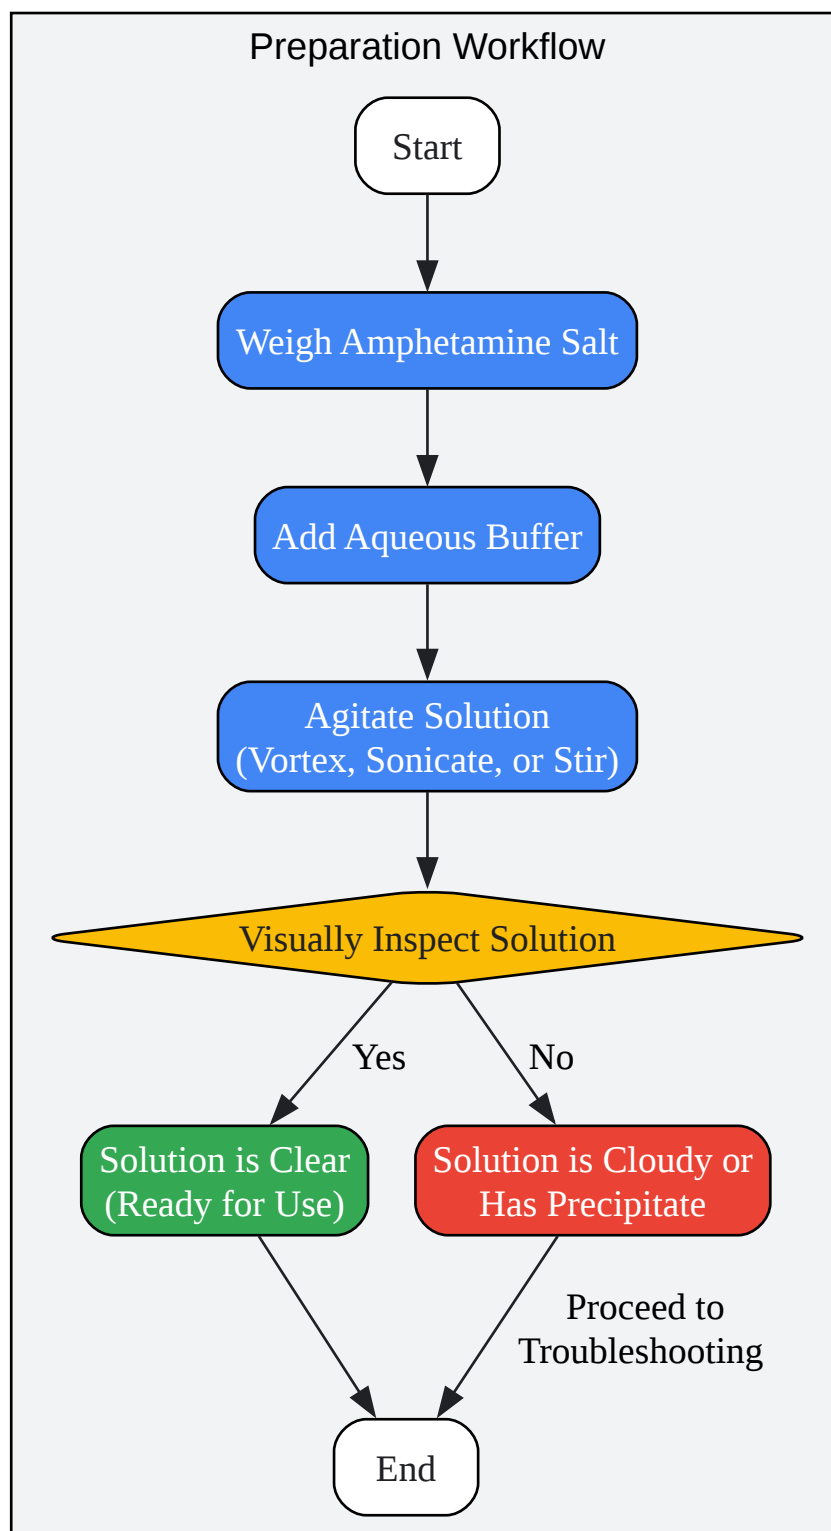 Preparation Workflow
Start
Weigh Amphetamine Salt
Add Aqueous Buffer
Agitate Solution
(Vortex, Sonicate, or Stir)
Visually Inspect Solution
Yes
No
Solution is Clear
(Ready for Use)
Solution is Cloudy or
Has Precipitate
Proceed to
Troubleshooting
End